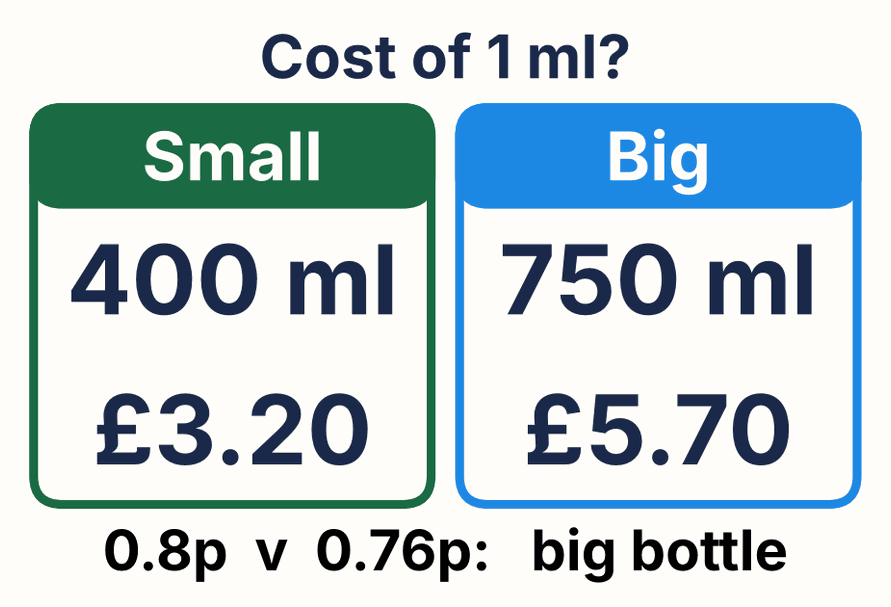 Cost of 1 ml?
Small
400 ml
£3.20
Big
750 ml
£5.70
0.8p v 0.76p: big bottle